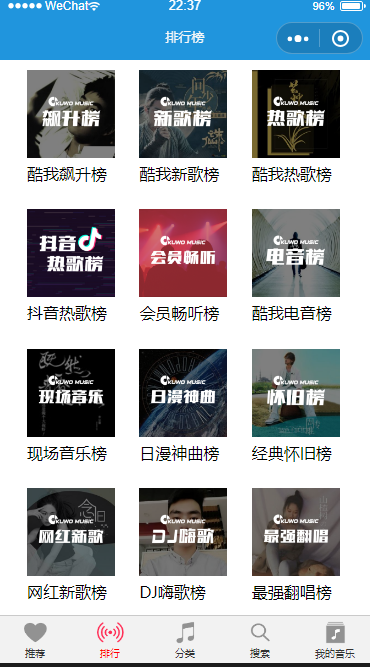 WeChat
22:37
96%
排行榜
KUWO MUSIC
飙升榜
KUWO MUSIC
新歌榜
KUWO MUSIC
热歌榜
酷我飙升榜
酷我新歌榜
酷我热歌榜
抖音
热歌榜
KUWO MUSIC
会员畅听
KUWO MUSIC
电音榜
抖音热歌榜
会员畅听榜
酷我电音榜
KUWO MUSIC
现场音乐
KUWO MUSIC
日漫神曲
KUWO MUSIC
怀旧榜
现场音乐榜
日漫神曲榜
经典怀旧榜
KUWO MUSIC
网红新歌
KUWO MUSIC
DJ嗨歌
KUWO MUSIC
最强翻唱
网红新歌榜
DJ嗨歌榜
最强翻唱榜
推荐
排行
分类
搜索
我的音乐